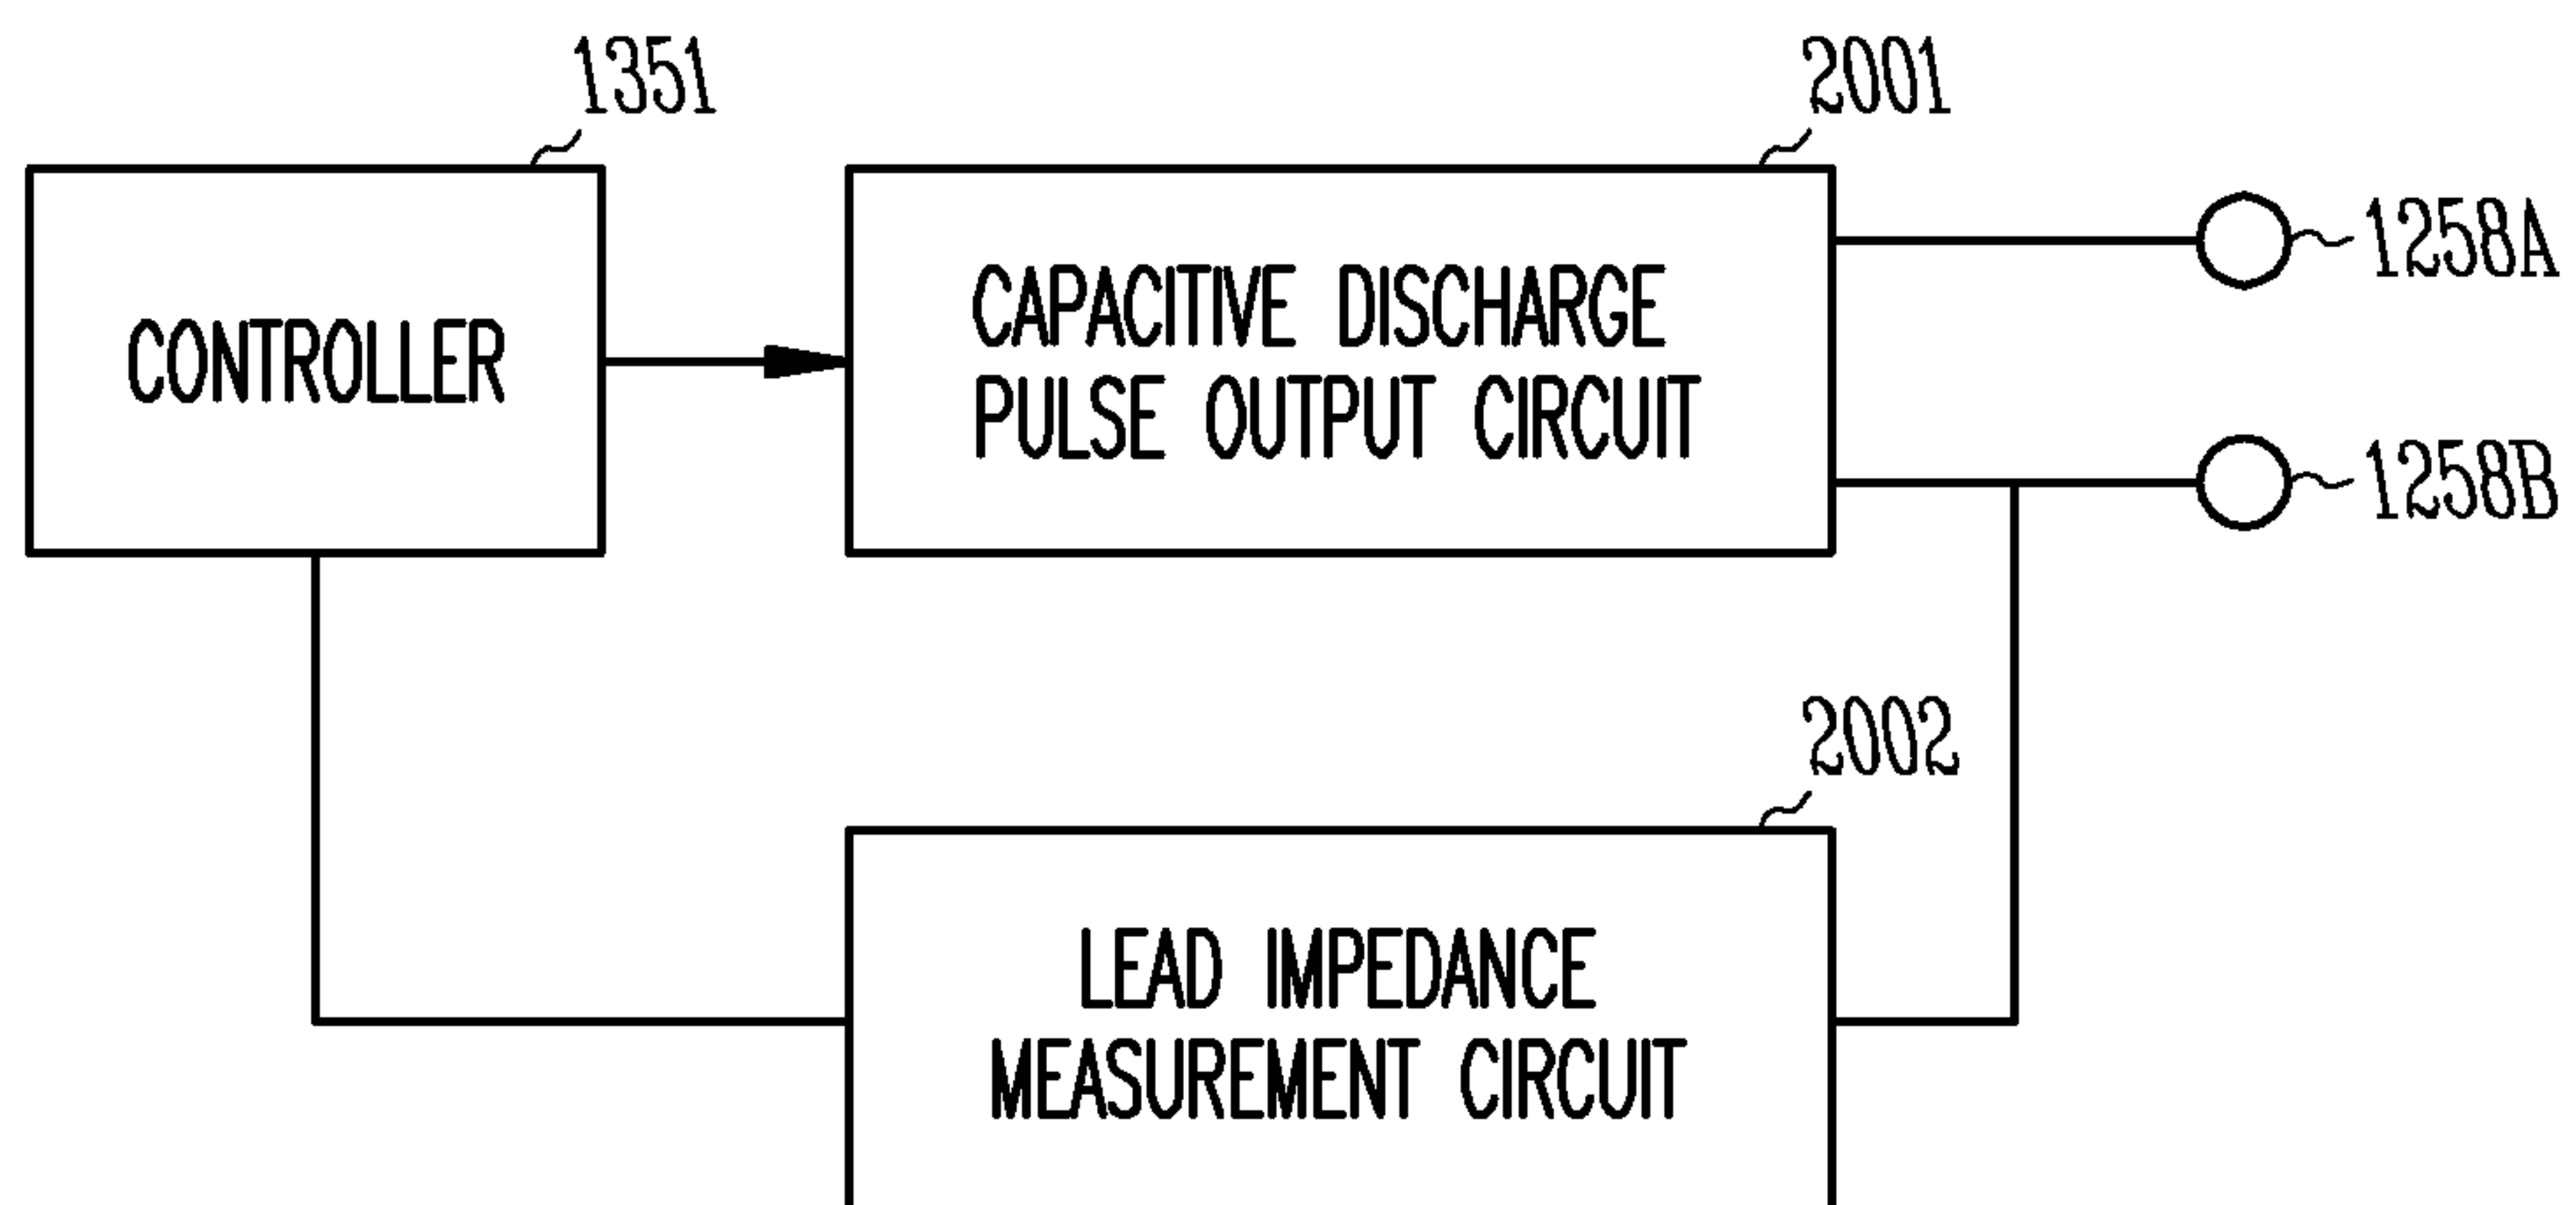 1351
2001
CONTROLLER
CAPACITIVE DISCHARGE
PULSE OUTPUT CIRCUIT
1258A
1258B
2002
LEAD IMPEDANCE
MEASUREMENT CIRCUIT